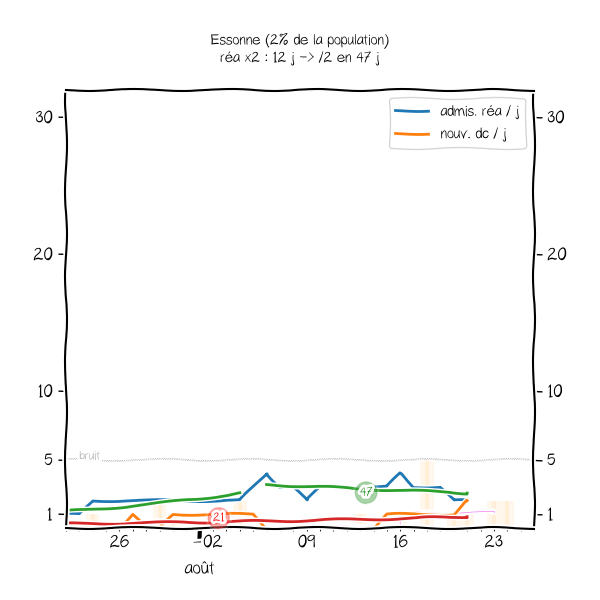 Essonne (2% de la population)
réa x2 : 12 j -> /2 en 47 j
admis. réa / j
nouv. dc / j
30
30
20
20
10
10
5
bruit
5
47
1
21
1
26
02
09
16
23
août